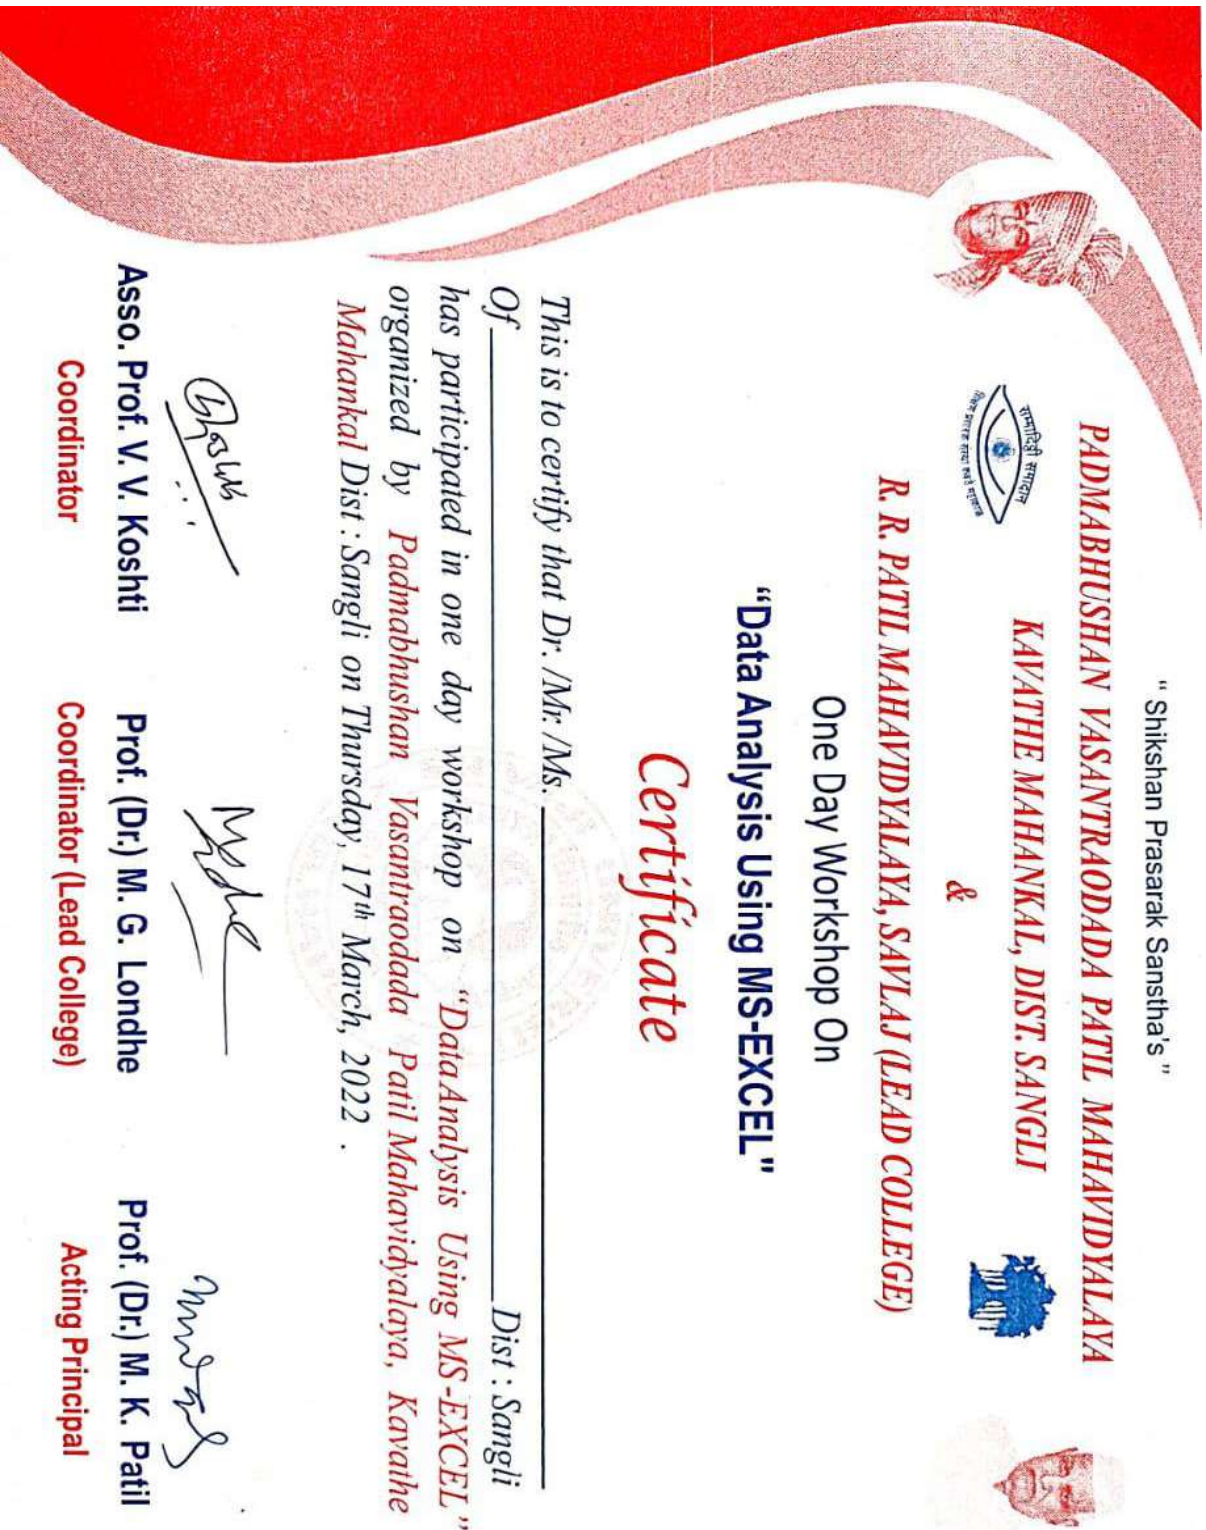 " Shikshan Prasarak Sanstha's "
PADMABHUSHAN VASANTRAODADA PATIL MAHAVIDYALAYA
KAVATHE MAHANKAL, DIST. SANGLI
&
R. R. PATIL MAHAVIDYALAYA, SAVLAJ (LEAD COLLEGE)
One Day Workshop On
“Data Analysis Using MS-EXCEL"
Certificate
This is to certify that Dr. /Mr. /Ms.
Of Dist : Sangli
has participated in one day workshop on “Data Analysis Using MS-EXCEL”
organized by Padmabhushan Vasantraodada Patil Mahavidyalaya, Kavathe
Mahankal Dist : Sangli on Thursday, 17th March, 2022 .
Asso. Prof. V. V. Koshti Prof. (Dr.) M. G. Londhe Prof. (Dr.) M. K. Patil
Coordinator Coordinator (Lead College) Acting Principal